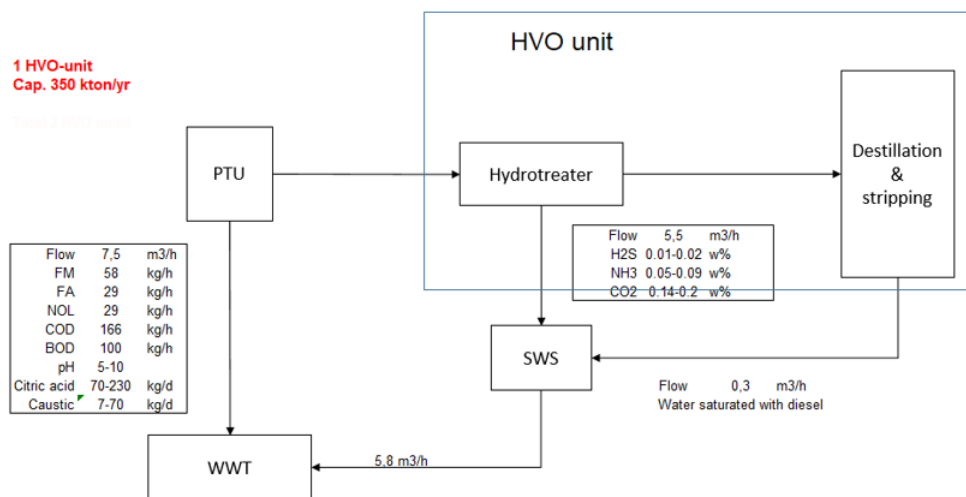 HVO unit
1 HVO-unit
Cap. 350 kton/yr
PTU
Hydrotreater
Destillation
&
stripping
Flow 5,5 m3/h
H2S 0.01-0.02 w%
NH3 0.05-0.09 w%
CO2 0.14-0.2 w%
Flow 7,5 m3/h
FM 58 kg/h
FA 29 kg/h
NOL 29 kg/h
COD 166 kg/h
BOD 100 kg/h
pH 5-10
Citric acid 70-230 kg/d
Caustic 7-70 kg/d
SWS
Flow 0,3 m3/h
Water saturated with diesel
WWT
5,8 m3/h